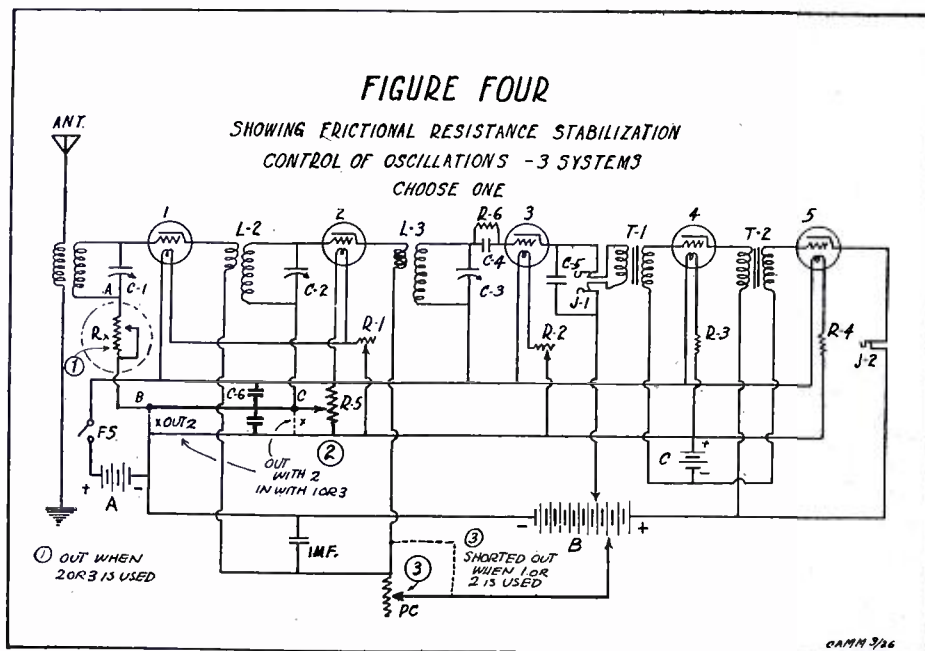 FIGURE FOUR
SHOWING FRICTIONAL RESISTANCE STABILIZATION
CONTROL OF OSCILLATIONS - 3 SYSTEMS
CHOOSE ONE
ANT.
1
L-2
2
L-3
R-6
3
T-1
4
T-2
5
A
C-1
C-2
C-4
C-3
C-5
J-1
Rx
1
R-1
R-2
R-3
R-4
J-2
B
C-6
C
R-5
FS
X OUT 2
X
2
OUT
WITH 2
IN WITH 1 OR 3
+
A
-
C
+
-
-
B
+
1 MF.
1 OUT WHEN
2 OR 3 IS USED
3
PC
3
SHORTED OUT
WHEN 1 OR
2 IS USED
CAMM 3/26